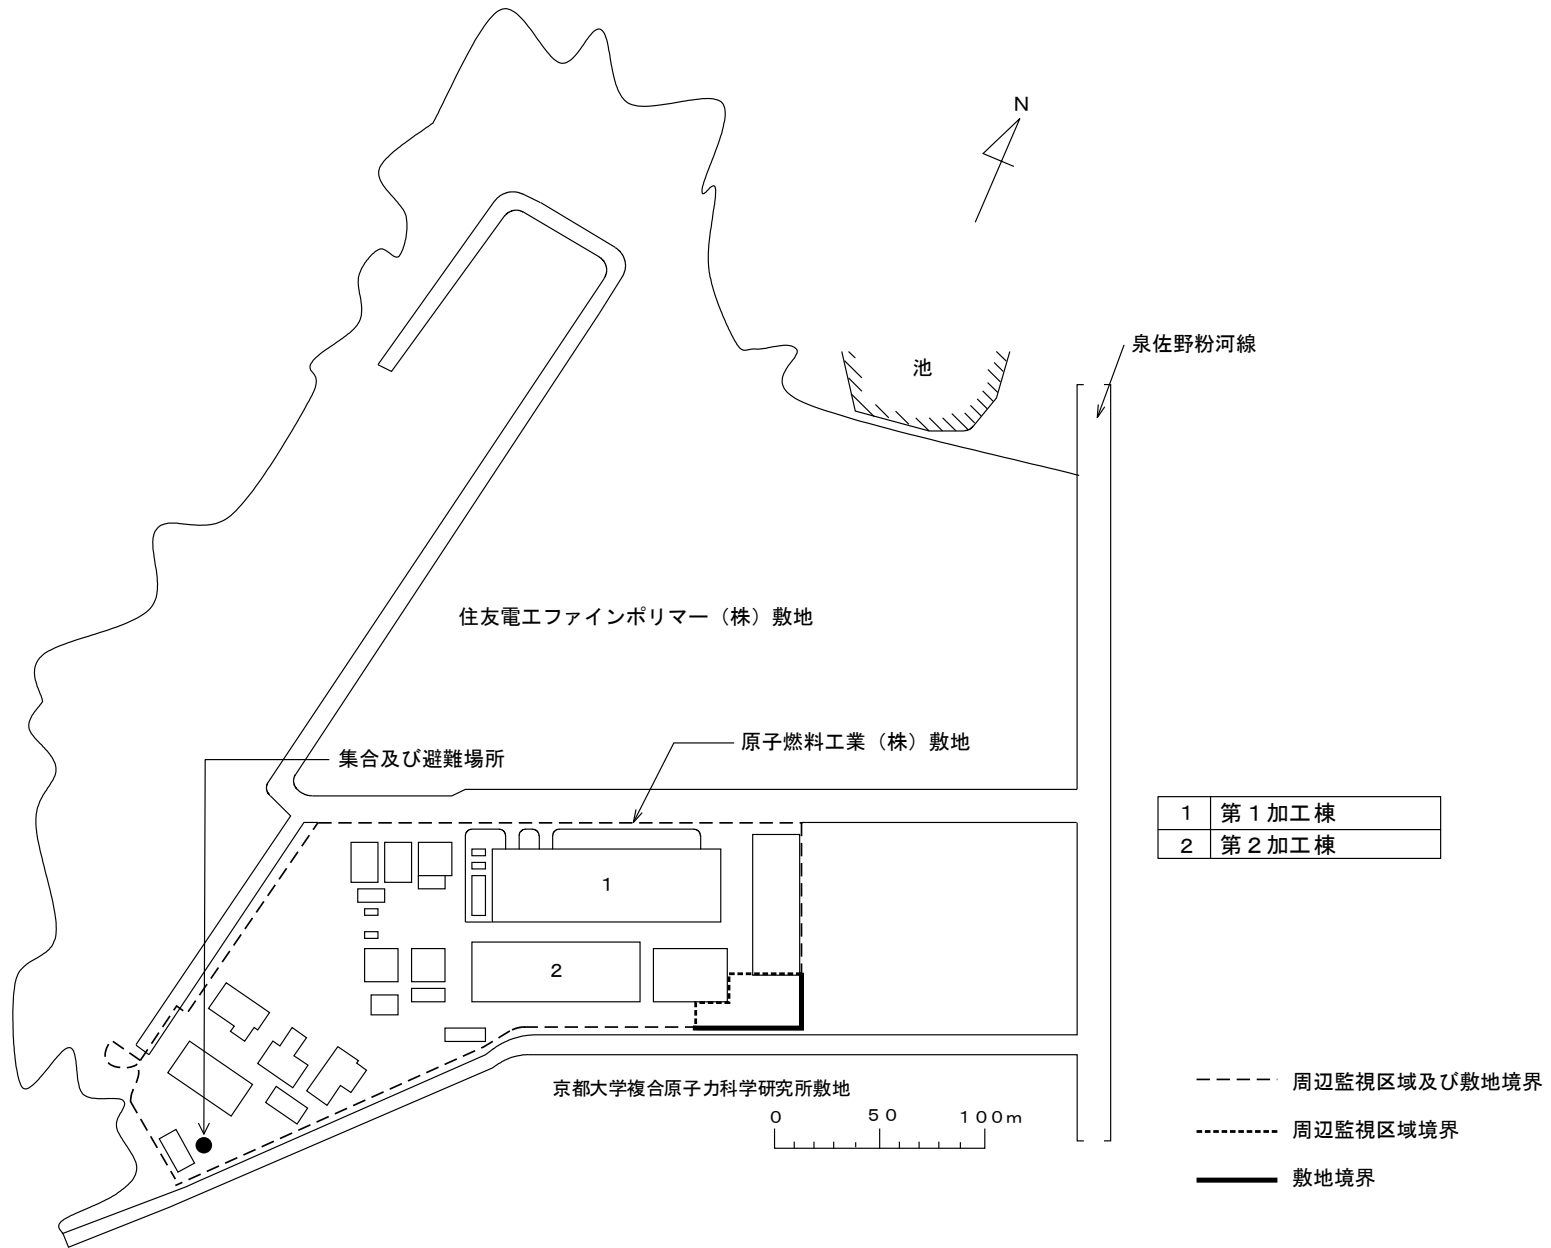 N
泉佐野粉河線
池
住友電工ファインポリマー（株）敷地
原子燃料工業（株）敷地
集合及び避難場所
1 第１加工棟
2 第２加工棟
1
2
京都大学複合原子力科学研究所敷地
0 50 100m
周辺監視区域及び敷地境界
周辺監視区域境界
敷地境界